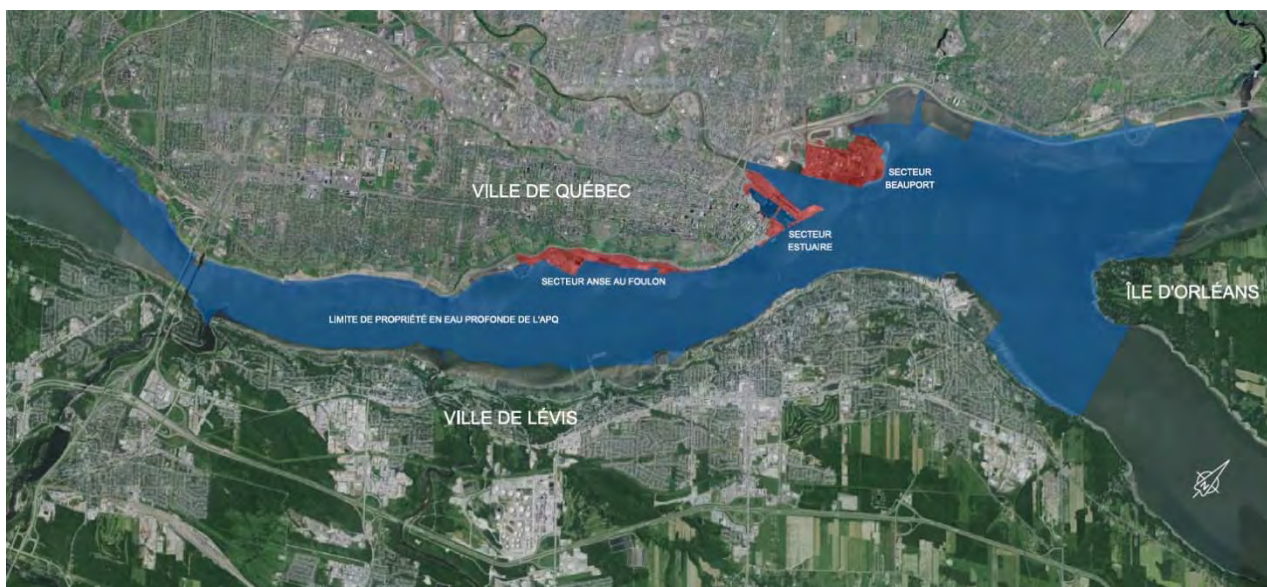 VILLE DE QUÉBEC
SECTEUR
BEAUPORT
SECTEUR
ESTUAIRE
SECTEUR ANSE AU FOULON
ÎLE D'ORLÉANS
LIMITE DE PROPRIÉTÉ EN EAU PROFONDE DE L'APQ
VILLE DE LÉVIS
N